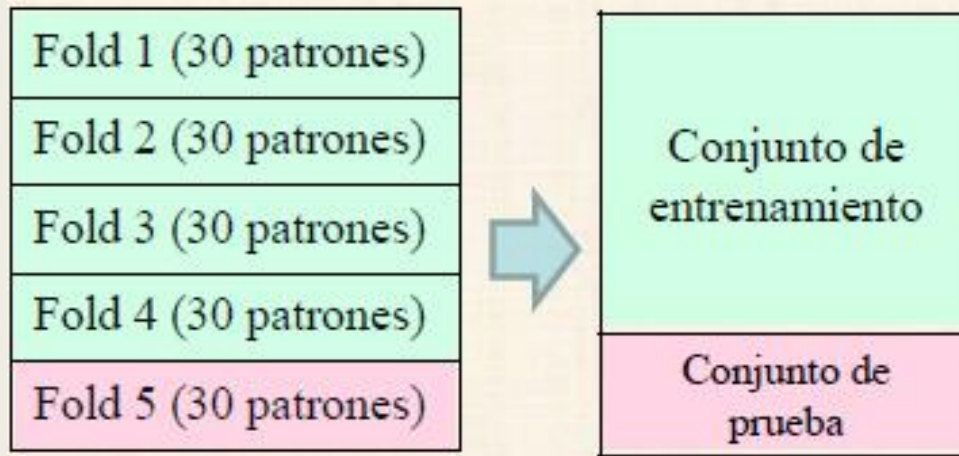 Fold 1 (30 patrones)
Fold 2 (30 patrones)
Fold 3 (30 patrones)
Fold 4 (30 patrones)
Fold 5 (30 patrones)
Conjunto de
entrenamiento
Conjunto de
prueba